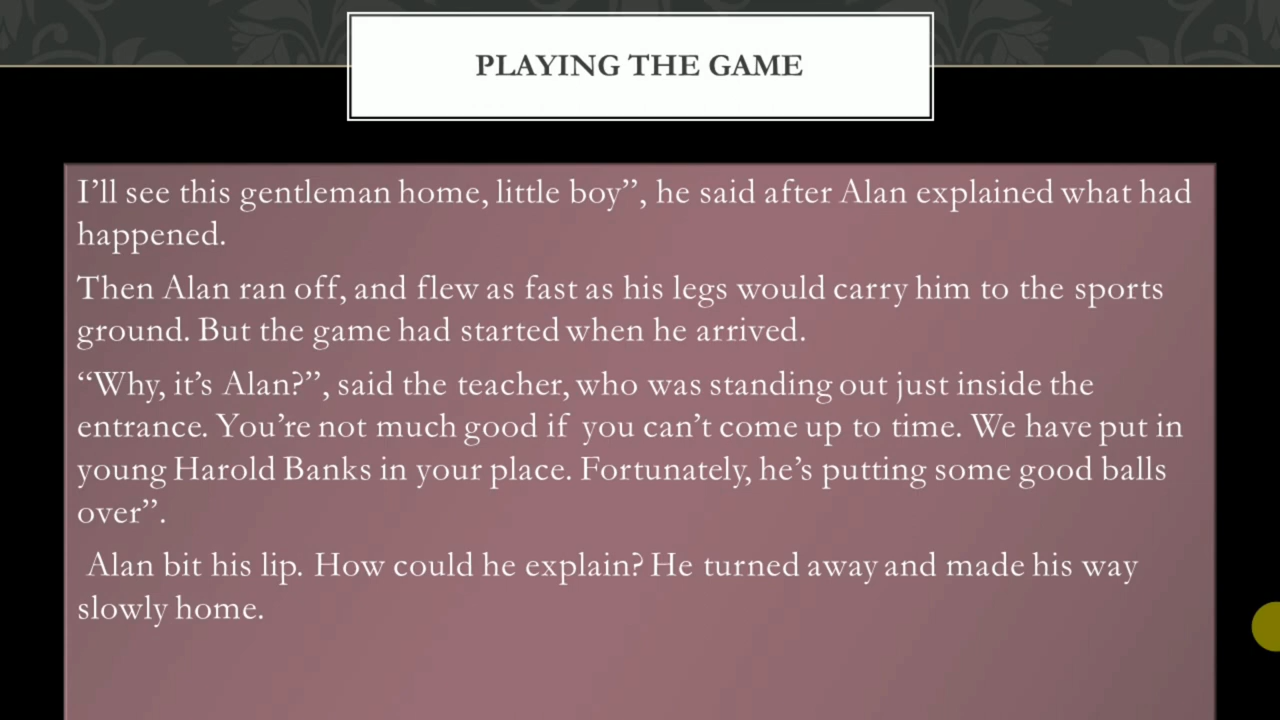 PLAYING THE GAME
I’ll see this gentleman home, little boy”, he said after Alan explained what had
happened.
Then Alan ran off, and flew as fast as his legs would carry him to the sports
ground. But the game had started when he arrived.
“Why, it’s Alan?”, said the teacher, who was standing out just inside the
entrance. You’re not much good if you can’t come up to time. We have put in
young Harold Banks in your place. Fortunately, he’s putting some good balls
over”.
Alan bit his lip. How could he explain? He turned away and made his way
slowly home.